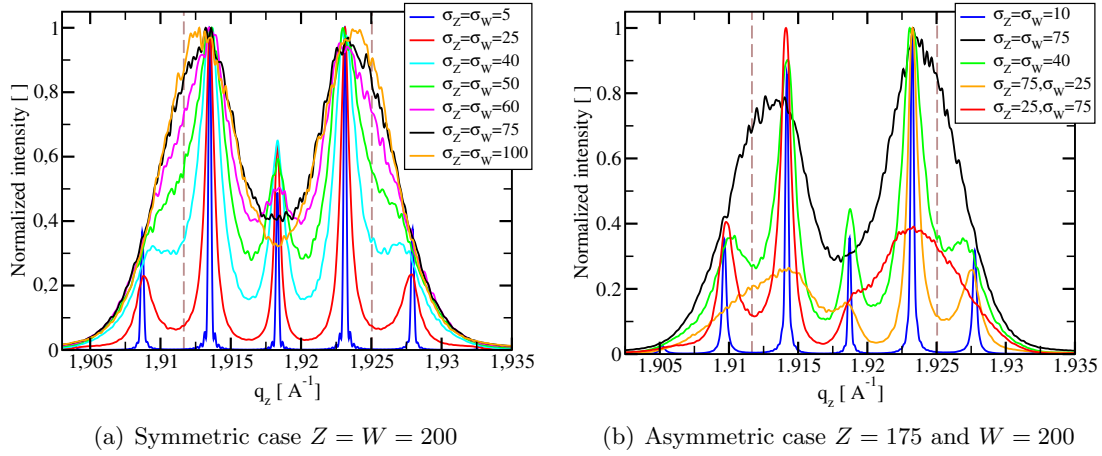 Normalized intensity [ ]
1
0.8
0.6
0.4
0.2
0
1,905 1,91 1,915 1,92 1,925 1,93 1,935
q_z [ A^-1]
σ_Z=σ_W=5
σ_Z=σ_W=25
σ_Z=σ_W=40
σ_Z=σ_W=50
σ_Z=σ_W=60
σ_Z=σ_W=75
σ_Z=σ_W=100
(a) Symmetric case Z = W = 200
Normalized intensity [ ]
1
0.8
0.6
0.4
0.2
0
1.905 1.91 1.915 1.92 1.925 1.93 1.935
q_z [ A^-1]
σ_Z=σ_W=10
σ_Z=σ_W=75
σ_Z=σ_W=40
σ_Z=75,σ_W=25
σ_Z=25,σ_W=75
(b) Asymmetric case Z = 175 and W = 200